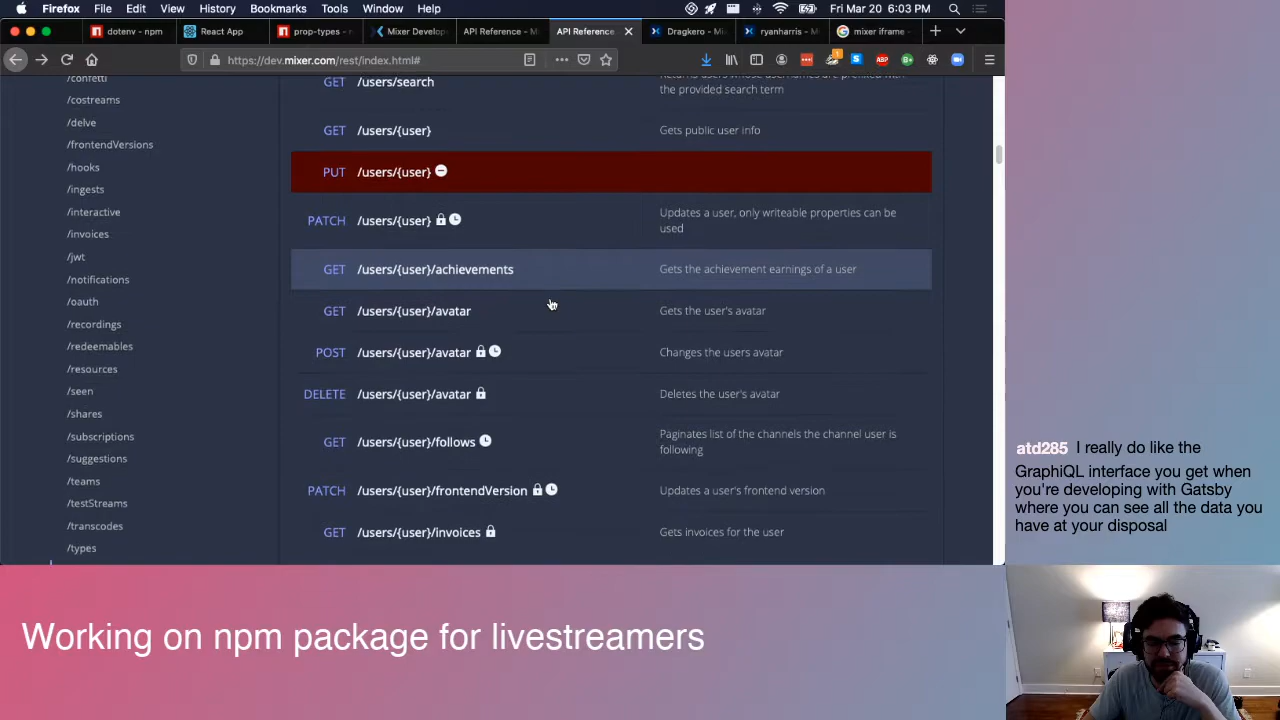 Firefox File Edit View History Bookmarks Tools Window Help Fri Mar 20 6:03 PM
dotenv - npm React App prop-types - Mixer Develop API Reference - M API Reference - Dragkero - M ryanharris - M mixer iframe -
https://dev.mixer.com/rest/index.html#
/confetti
/costreams
/delve
/frontendVersions
/hooks
/ingests
/interactive
/invoices
/jwt
/notifications
/oauth
/recordings
/redeemables
/resources
/seen
/shares
/subscriptions
/suggestions
/teams
/testStreams
/transcodes
/types
GET /users/search Returns users whose usernames are prefixed with
the provided search term
GET /users/{user} Gets public user info
PUT /users/{user}
PATCH /users/{user} Updates a user, only writeable properties can be
used
GET /users/{user}/achievements Gets the achievement earnings of a user
GET /users/{user}/avatar Gets the user's avatar
POST /users/{user}/avatar Changes the users avatar
DELETE /users/{user}/avatar Deletes the user's avatar
GET /users/{user}/follows Paginates list of the channels the channel user is
following
PATCH /users/{user}/frontendVersion Updates a user's frontend version
GET /users/{user}/invoices Gets invoices for the user
atd285 I really do like the
GraphiQL interface you get when
you're developing with Gatsby
where you can see all the data you
have at your disposal
Working on npm package for livestreamers